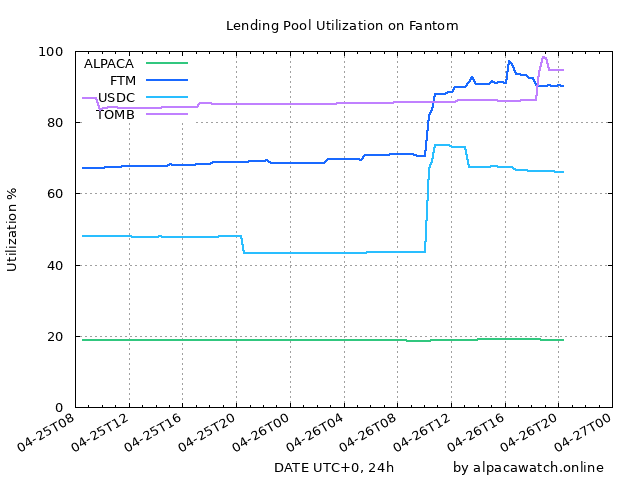 Lending Pool Utilization on Fantom
Utilization %
100
80
60
40
20
0
ALPACA
FTM
USDC
TOMB
04-25T08
04-25T12
04-25T16
04-25T20
04-26T00
04-26T04
04-26T08
04-26T12
04-26T16
04-26T20
04-27T00
DATE UTC+0, 24h
by alpacawatch.online